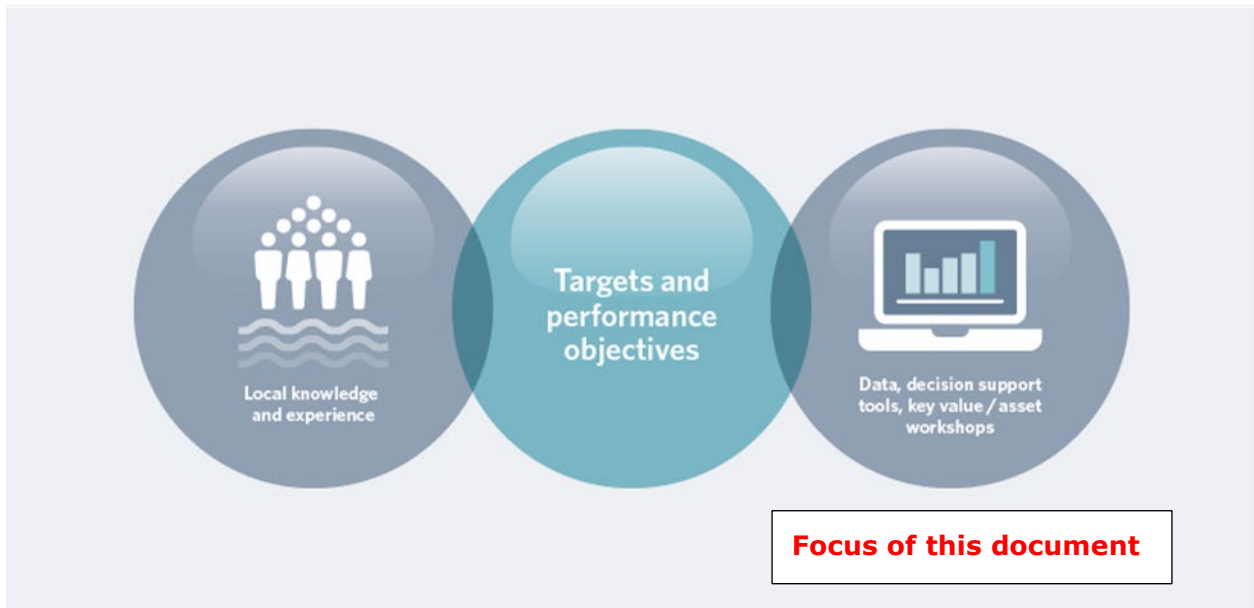 Local knowledge
and experience
Targets and
performance
objectives
Data, decision support
tools, key value / asset
workshops
Focus of this document